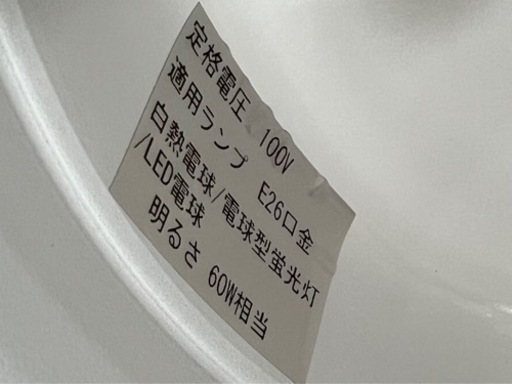 定格電圧 100V
適用ランプ E26口金
白熱電球/電球型蛍光灯
/LED電球
明るさ 60W相当